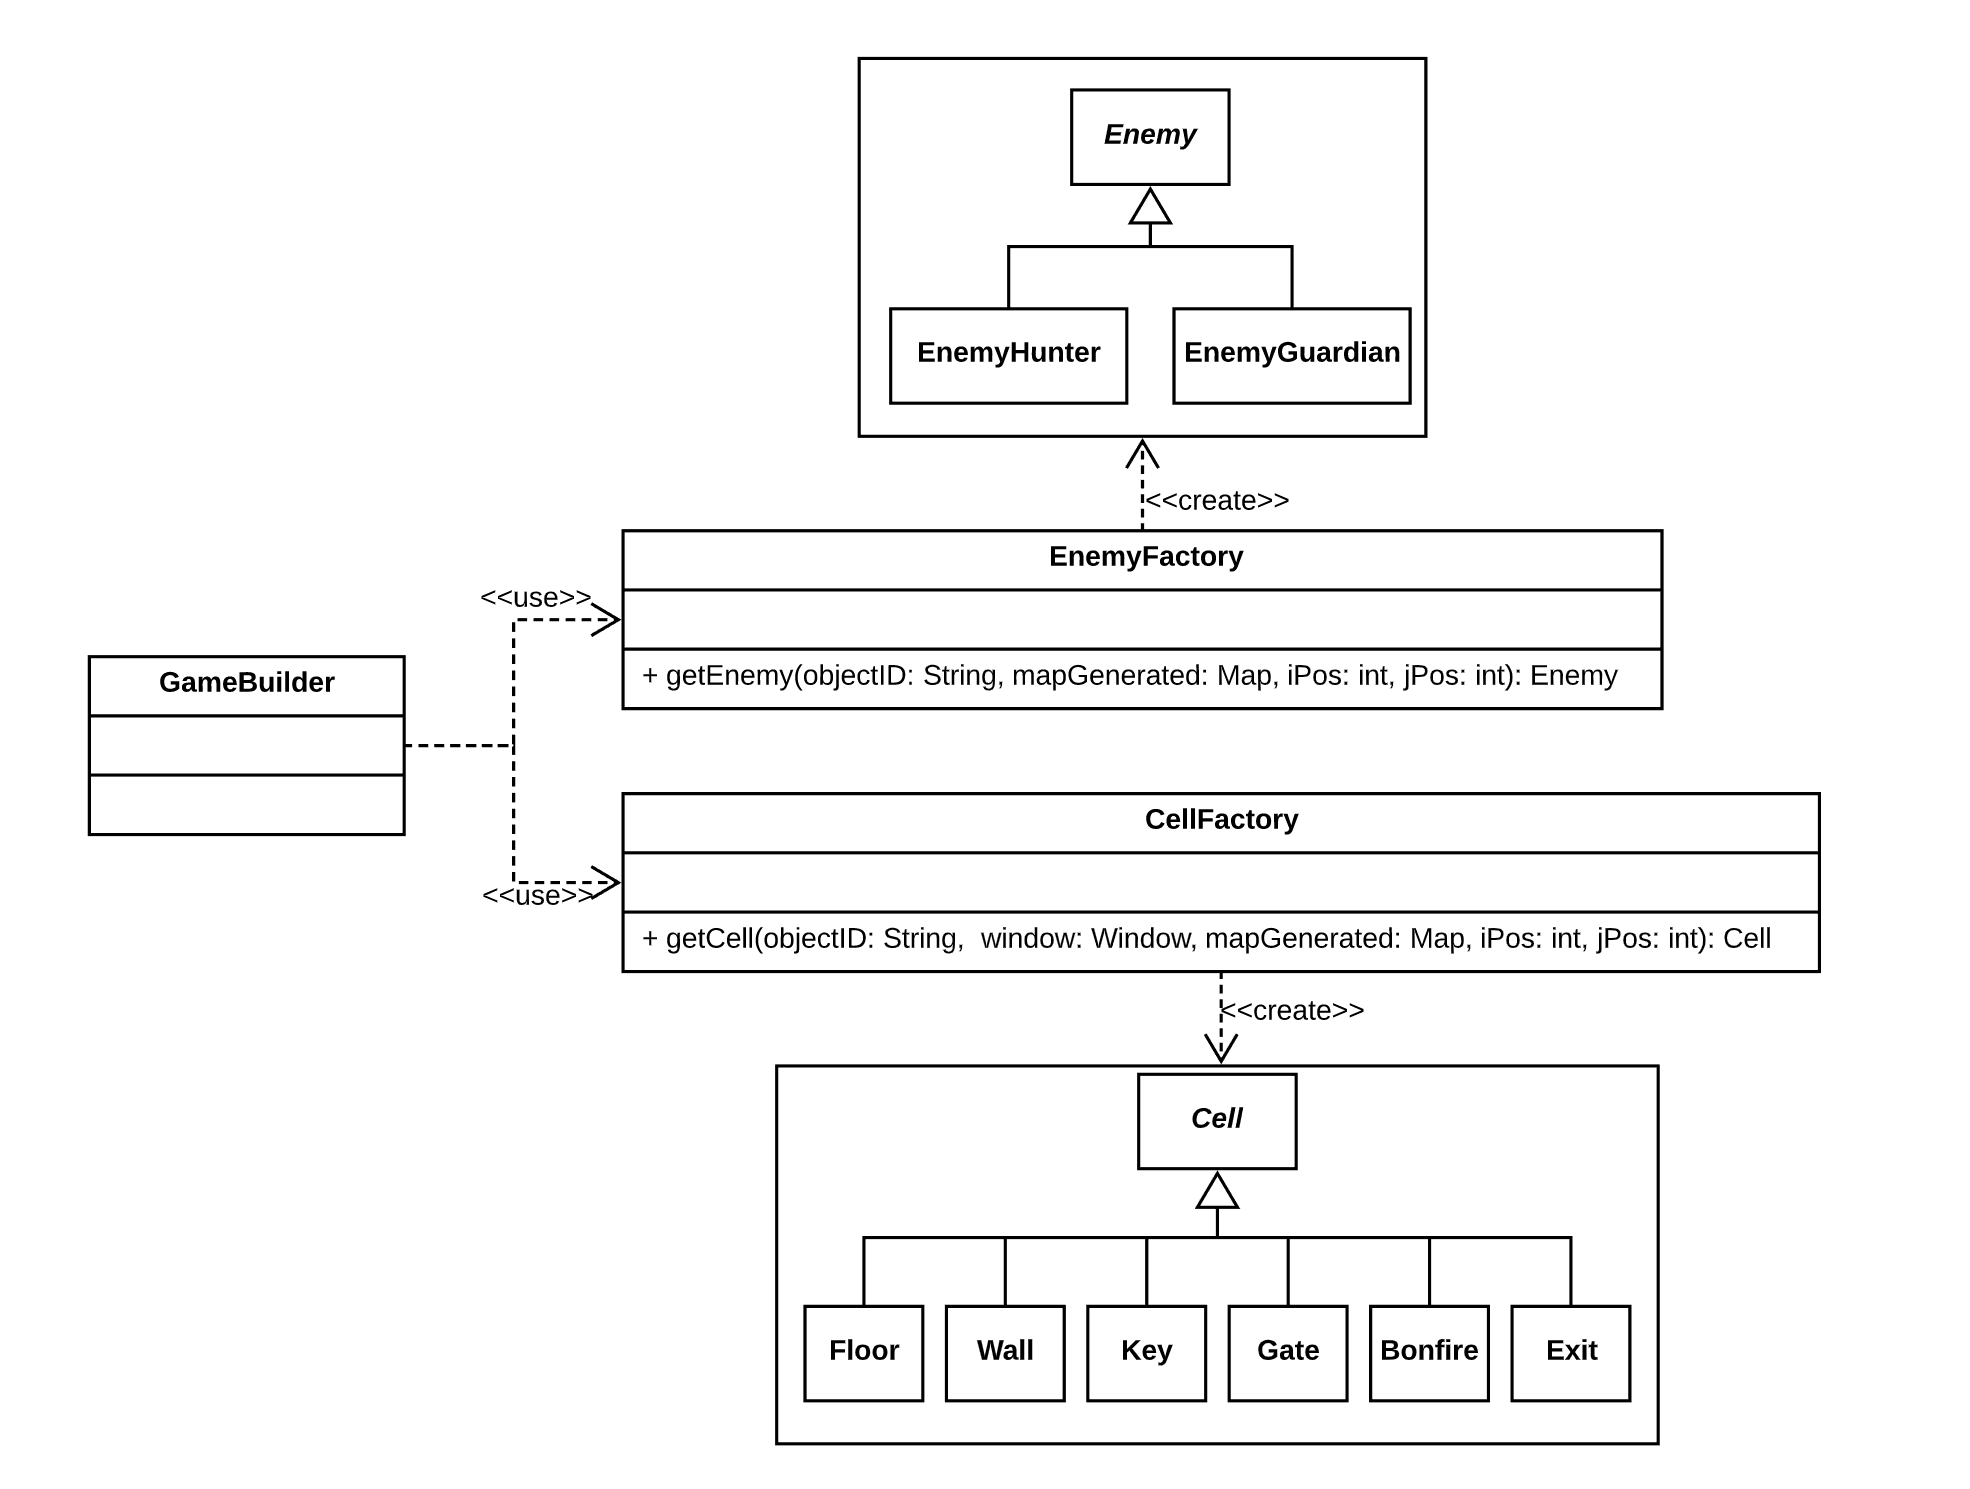 Enemy
EnemyHunter
EnemyGuardian
<<create>>
EnemyFactory
<<use>>
+ getEnemy(objectID: String, mapGenerated: Map, iPos: int, jPos: int): Enemy
GameBuilder
CellFactory
<<use>>
+ getCell(objectID: String,  window: Window, mapGenerated: Map, iPos: int, jPos: int): Cell
<<create>>
Cell
Floor
Wall
Key
Gate
Bonfire
Exit